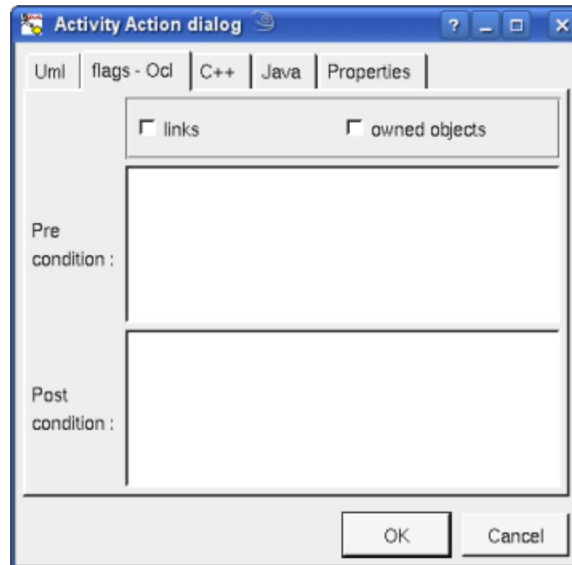 Activity Action dialog
Uml flags - Ocl C++ Java Properties
links owned objects
Pre
condition :
Post
condition :
OK Cancel